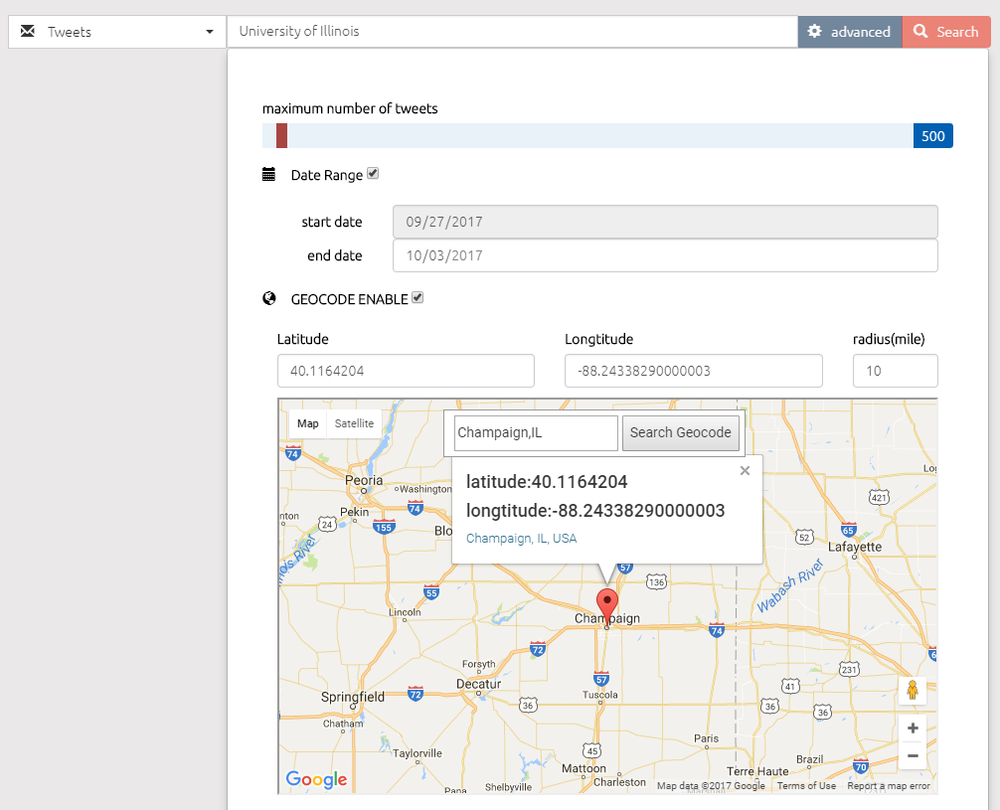 Tweets University of Illinois advanced Search
maximum number of tweets
500
Date Range
start date 09/27/2017
end date 10/03/2017
GEOCODE ENABLE
Latitude Longtitude radius(mile)
40.1164204 -88.24338290000003 10
Map Satellite Champaign,IL Search Geocode
latitude:40.1164204
longtitude:-88.24338290000003
Champaign, IL, USA
74
Peoria
Washington
Pekin
24
74
155
Blo
nton
55
Lincoln
57
136
Champaign
74
72
Forsyth
Decatur
57
Tuscola
36
Springfield
72
Chatham
Taylorville
45
Mattoon
Charleston
Shelbyville
Pana
421
65
52
Lafayette
Wabash River
231
41
36
36
Paris
Terre Haute
Brazil
70
Google
Map data ©2017 Google Terms of Use Report a map error